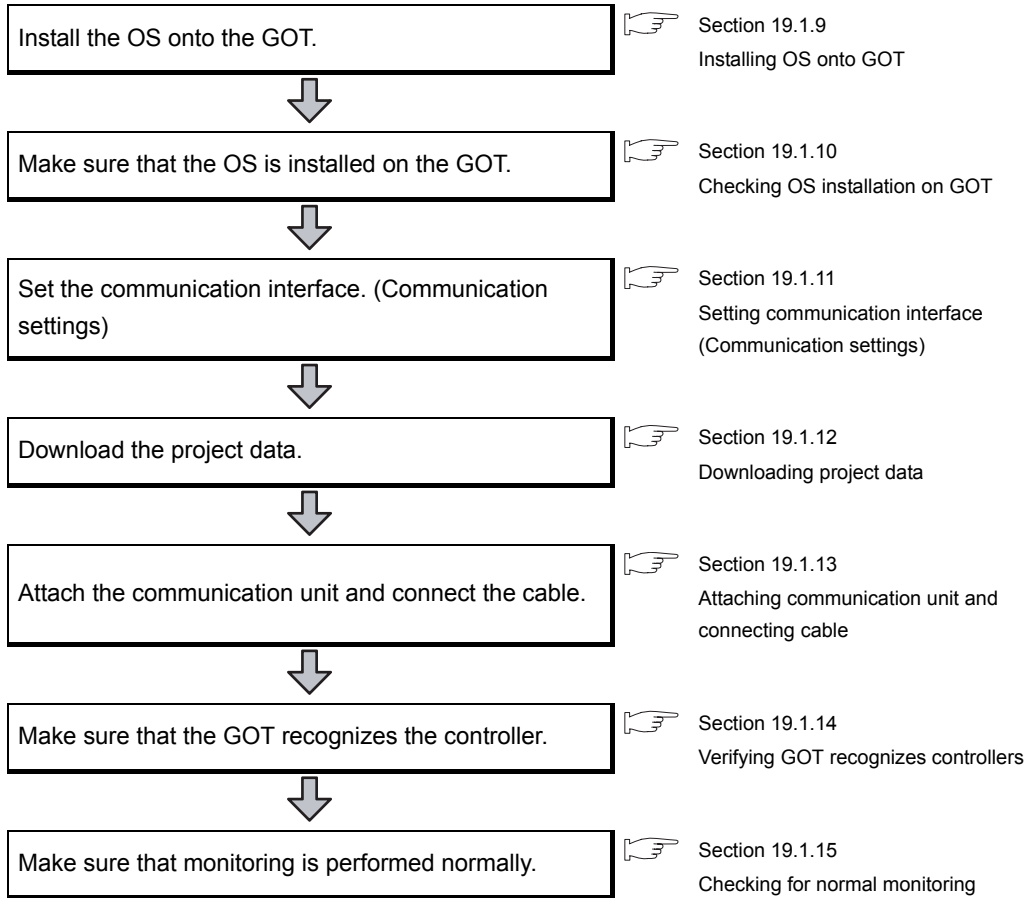 Install the OS onto the GOT.
Section 19.1.9
Installing OS onto GOT
Make sure that the OS is installed on the GOT.
Section 19.1.10
Checking OS installation on GOT
Set the communication interface. (Communication
settings)
Section 19.1.11
Setting communication interface
(Communication settings)
Download the project data.
Section 19.1.12
Downloading project data
Attach the communication unit and connect the cable.
Section 19.1.13
Attaching communication unit and
connecting cable
Make sure that the GOT recognizes the controller.
Section 19.1.14
Verifying GOT recognizes controllers
Make sure that monitoring is performed normally.
Section 19.1.15
Checking for normal monitoring